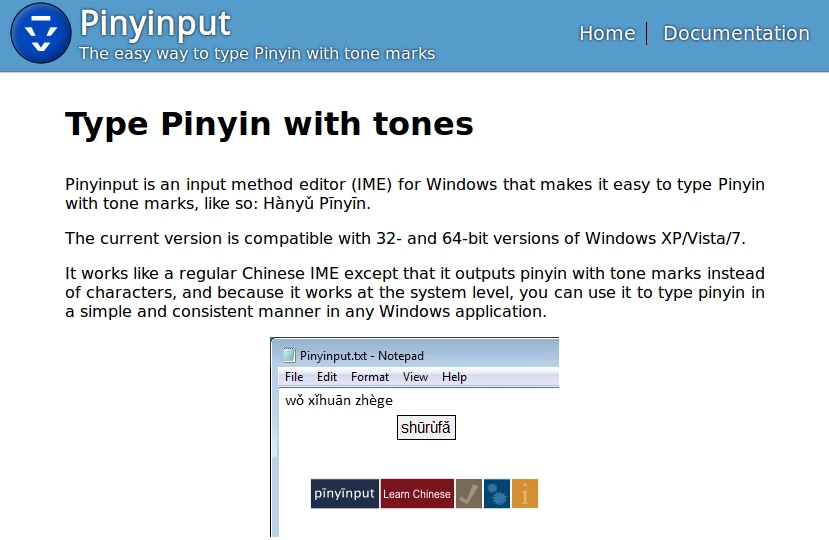 Pinyinput
The easy way to type Pinyin with tone marks
Home
Documentation
Type Pinyin with tones
Pinyinput is an input method editor (IME) for Windows that makes it easy to type Pinyin
with tone marks, like so: Hànyǔ Pīnyīn.
The current version is compatible with 32- and 64-bit versions of Windows XP/Vista/7.
It works like a regular Chinese IME except that it outputs pinyin with tone marks instead
of characters, and because it works at the system level, you can use it to type pinyin in
a simple and consistent manner in any Windows application.
Pinyinput.txt - Notepad
File Edit Format View Help
wǒ xǐhuān zhège
shūrùfǎ
pīnyīnput Learn Chinese i